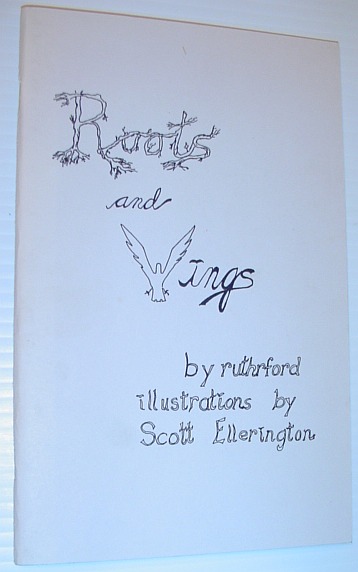 Roots
and
Wings
by ruthrford
illustrations by
Scott Ellerington